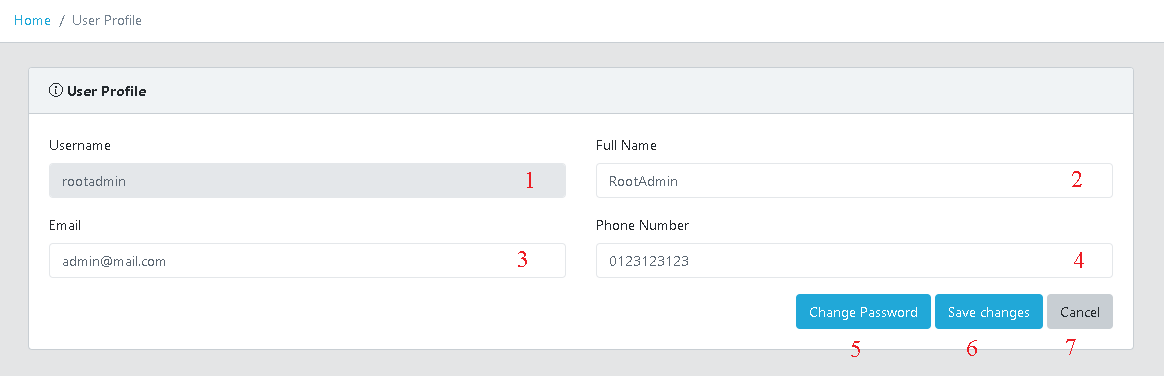 Home / User Profile
User Profile
Username Full Name
rootadmin 1 RootAdmin 2
Email Phone Number
admin@mail.com 3 0123123123 4
Change Password Save changes Cancel
5 6 7